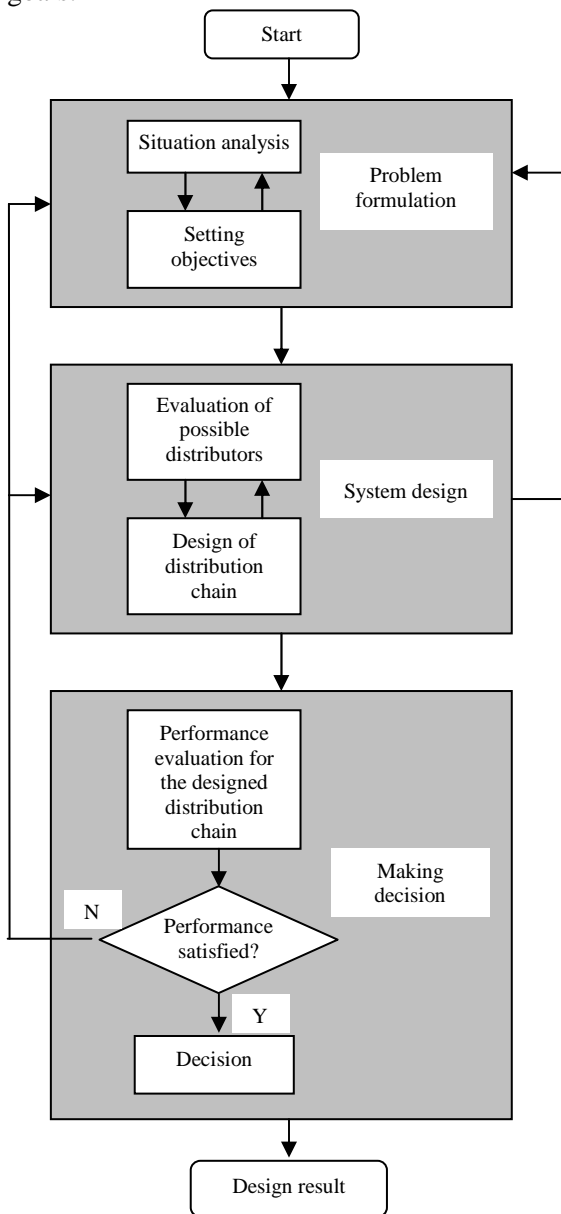 Start
Situation analysis
Problem
formulation
Setting
objectives
Evaluation of
possible
distributors
System design
Design of
distribution
chain
Performance
evaluation for
the designed
distribution
chain
Making
decision
N
Performance
satisfied?
Y
Decision
Design result